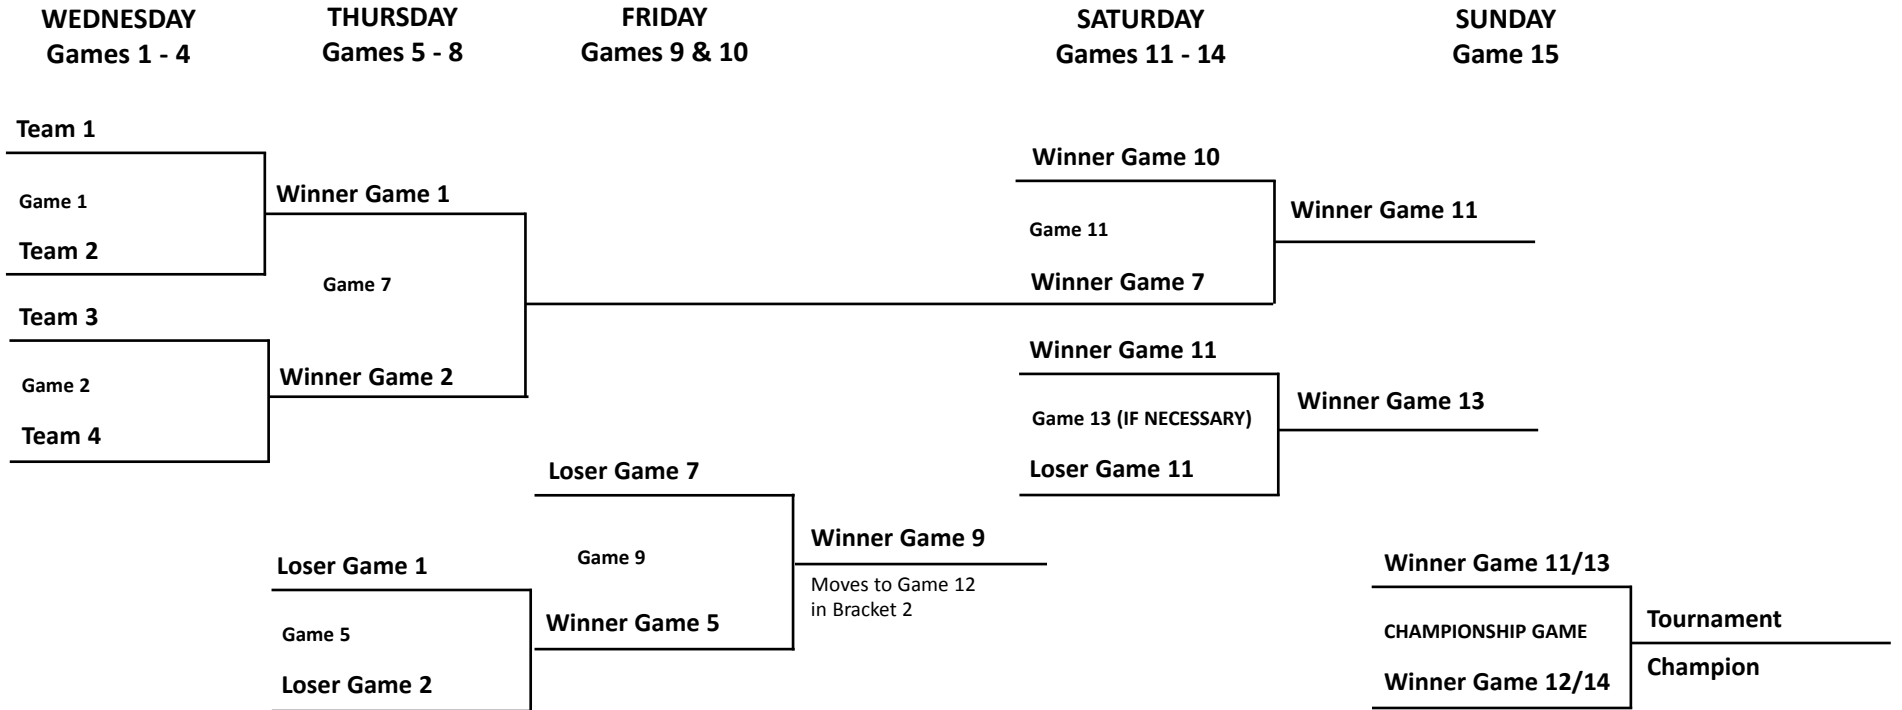 WEDNESDAY
Games 1 - 4
THURSDAY
Games 5 - 8
FRIDAY
Games 9 & 10
SATURDAY
Games 11 - 14
SUNDAY
Game 15
Team 1
Game 1
Team 2
Team 3
Game 2
Team 4
Winner Game 1
Game 7
Winner Game 2
Loser Game 1
Game 5
Loser Game 2
Loser Game 7
Game 9
Winner Game 5
Winner Game 9
Moves to Game 12
in Bracket 2
Winner Game 10
Game 11
Winner Game 7
Winner Game 11
Winner Game 11
Game 13 (IF NECESSARY)
Loser Game 11
Winner Game 13
Winner Game 11/13
CHAMPIONSHIP GAME
Winner Game 12/14
Tournament
Champion